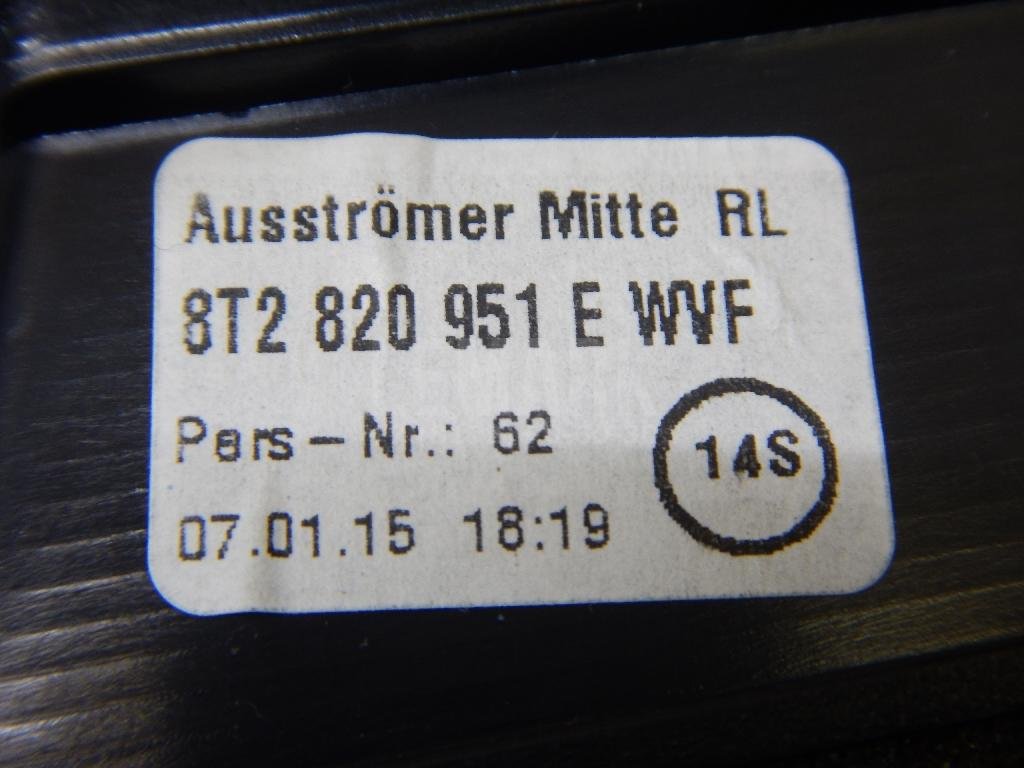 Ausströmer Mitte RL
8T2 820 951 E WVF
Pers-Nr.: 62
14S
07.01.15 18:19